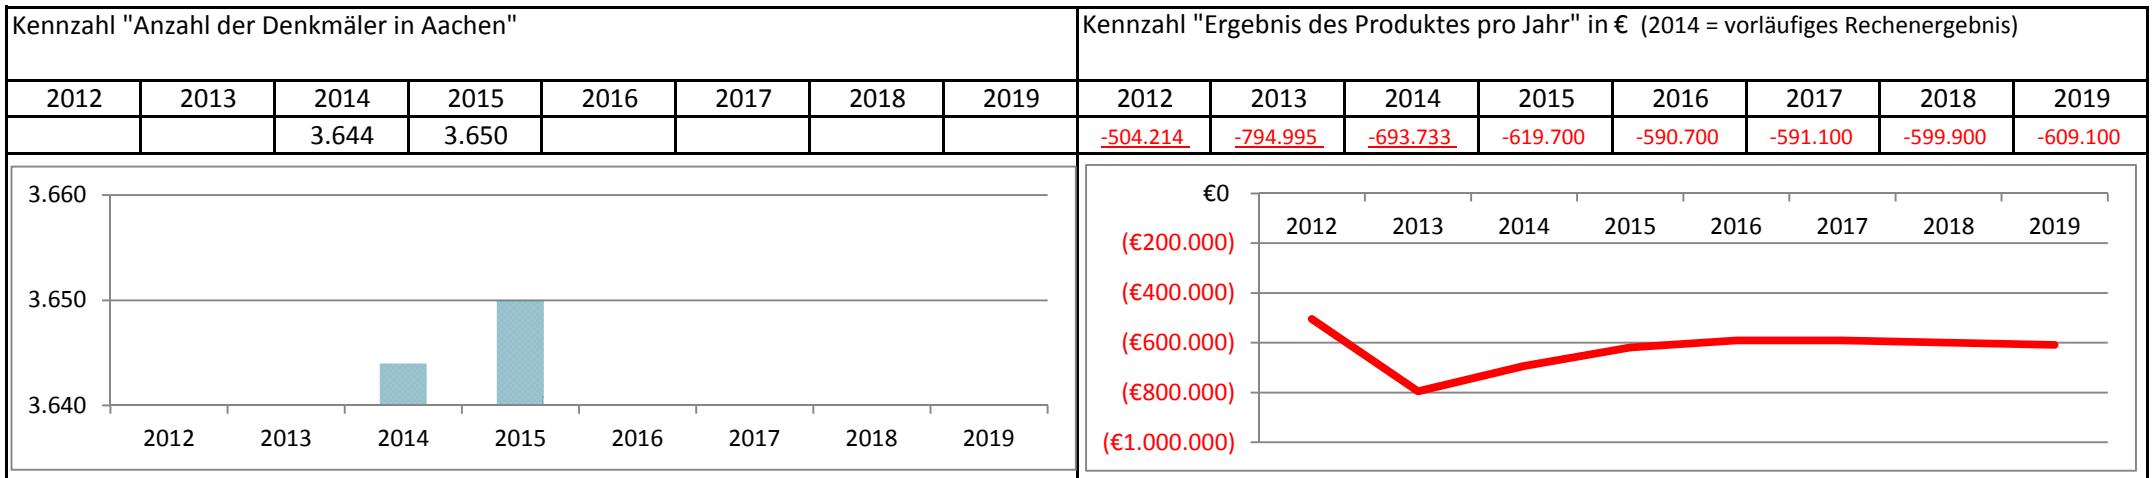 Kennzahl "Anzahl der Denkmäler in Aachen"
2012 2013 2014 2015 2016 2017 2018 2019
3.644 3.650
3.660
3.650
3.640
2012 2013 2014 2015 2016 2017 2018 2019
Kennzahl "Ergebnis des Produktes pro Jahr" in € (2014 = vorläufiges Rechenergebnis)
2012 2013 2014 2015 2016 2017 2018 2019
-504.214 -794.995 -693.733 -619.700 -590.700 -591.100 -599.900 -609.100
€0
2012 2013 2014 2015 2016 2017 2018 2019
(€200.000)
(€400.000)
(€600.000)
(€800.000)
(€1.000.000)